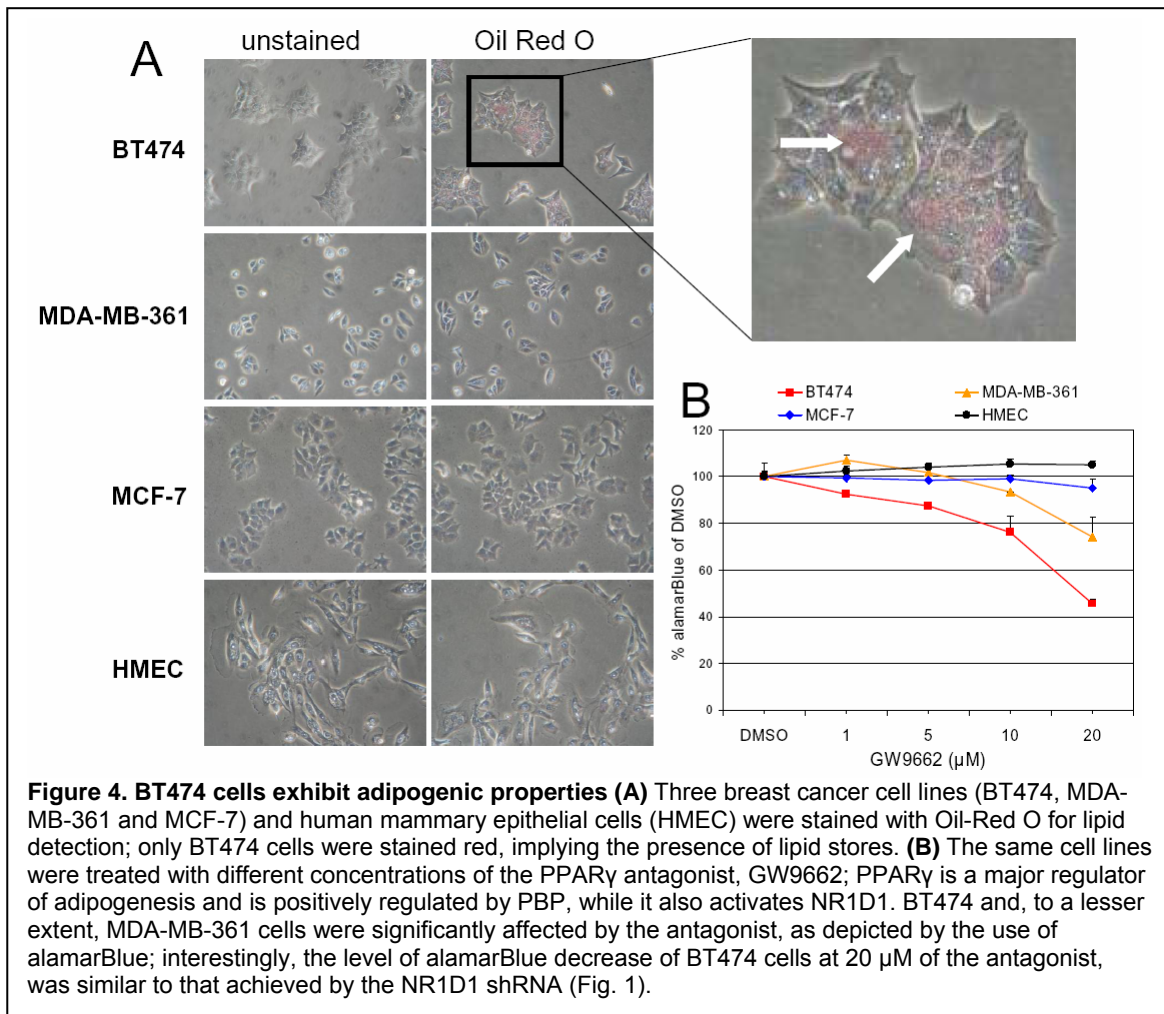 A
unstained
Oil Red O
BT474
MDA-MB-361
MCF-7
HMEC
B
BT474
MDA-MB-361
MCF-7
HMEC
120
100
80
60
40
20
0
% alamarBlue of DMSO
DMSO
1
5
10
20
GW9662 (µM)
Figure 4. BT474 cells exhibit adipogenic properties (A) Three breast cancer cell lines (BT474, MDA-
MB-361 and MCF-7) and human mammary epithelial cells (HMEC) were stained with Oil-Red O for lipid
detection; only BT474 cells were stained red, implying the presence of lipid stores. (B) The same cell lines
were treated with different concentrations of the PPARγ antagonist, GW9662; PPARγ is a major regulator
of adipogenesis and is positively regulated by PBP, while it also activates NR1D1. BT474 and, to a lesser
extent, MDA-MB-361 cells were significantly affected by the antagonist, as depicted by the use of
alamarBlue; interestingly, the level of alamarBlue decrease of BT474 cells at 20 µM of the antagonist,
was similar to that achieved by the NR1D1 shRNA (Fig. 1).